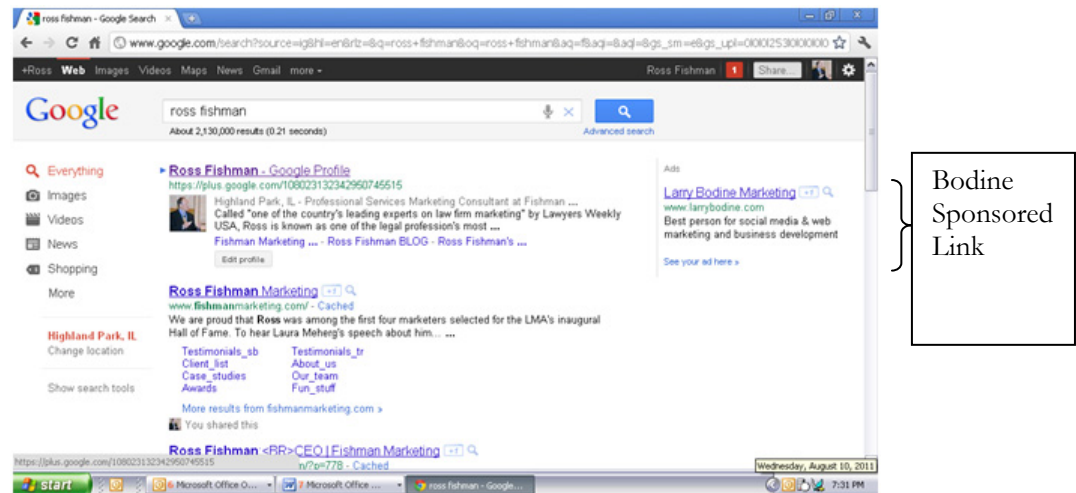 ross fishman - Google Search
www.google.com/search?source=ig&hl=en&rlz=&q=ross+fishman&oq=ross+fishman&aq=f&aqi=&aql=&gs_sm=e&gs_upl=
+Ross Web Images Videos Maps News Gmail more
Ross Fishman 1 Share...
Google
ross fishman
About 2,130,000 results (0.21 seconds)
Advanced search
Everything
Images
Videos
News
Shopping
More
Highland Park, IL
Change location
Show search tools
Ross Fishman - Google Profile
https://plus.google.com/108023132342950745515
Highland Park, IL - Professional Services Marketing Consultant at Fishman ...
Called "one of the country's leading experts on law firm marketing" by Lawyers Weekly
USA, Ross is known as one of the legal profession's most ...
Fishman Marketing ... - Ross Fishman BLOG - Ross Fishman's ...
Edit profile
Ross Fishman Marketing +1
www.fishmanmarketing.com/ - Cached
We are proud that Ross was among the first four marketers selected for the LMA's inaugural
Hall of Fame. To hear Laura Meherg's speech about him... ...
Testimonials_sb Testimonials_tr
Client_list About_us
Case_studies Our_team
Awards Fun_stuff
More results from fishmanmarketing.com »
You shared this
Ross Fishman <BR>CEO | Fishman Marketing +1
n/?p=778 - Cached
Ads
Larry Bodine Marketing +1
www.larrybodine.com
Best person for social media & web
marketing and business development
See your ad here »
Bodine
Sponsored
Link
https://plus.google.com/108023132342950745515
Wednesday, August 10, 2011
start
6 Microsoft Office O...
7 Microsoft Office ...
ross fishman - Google...
7:31 PM